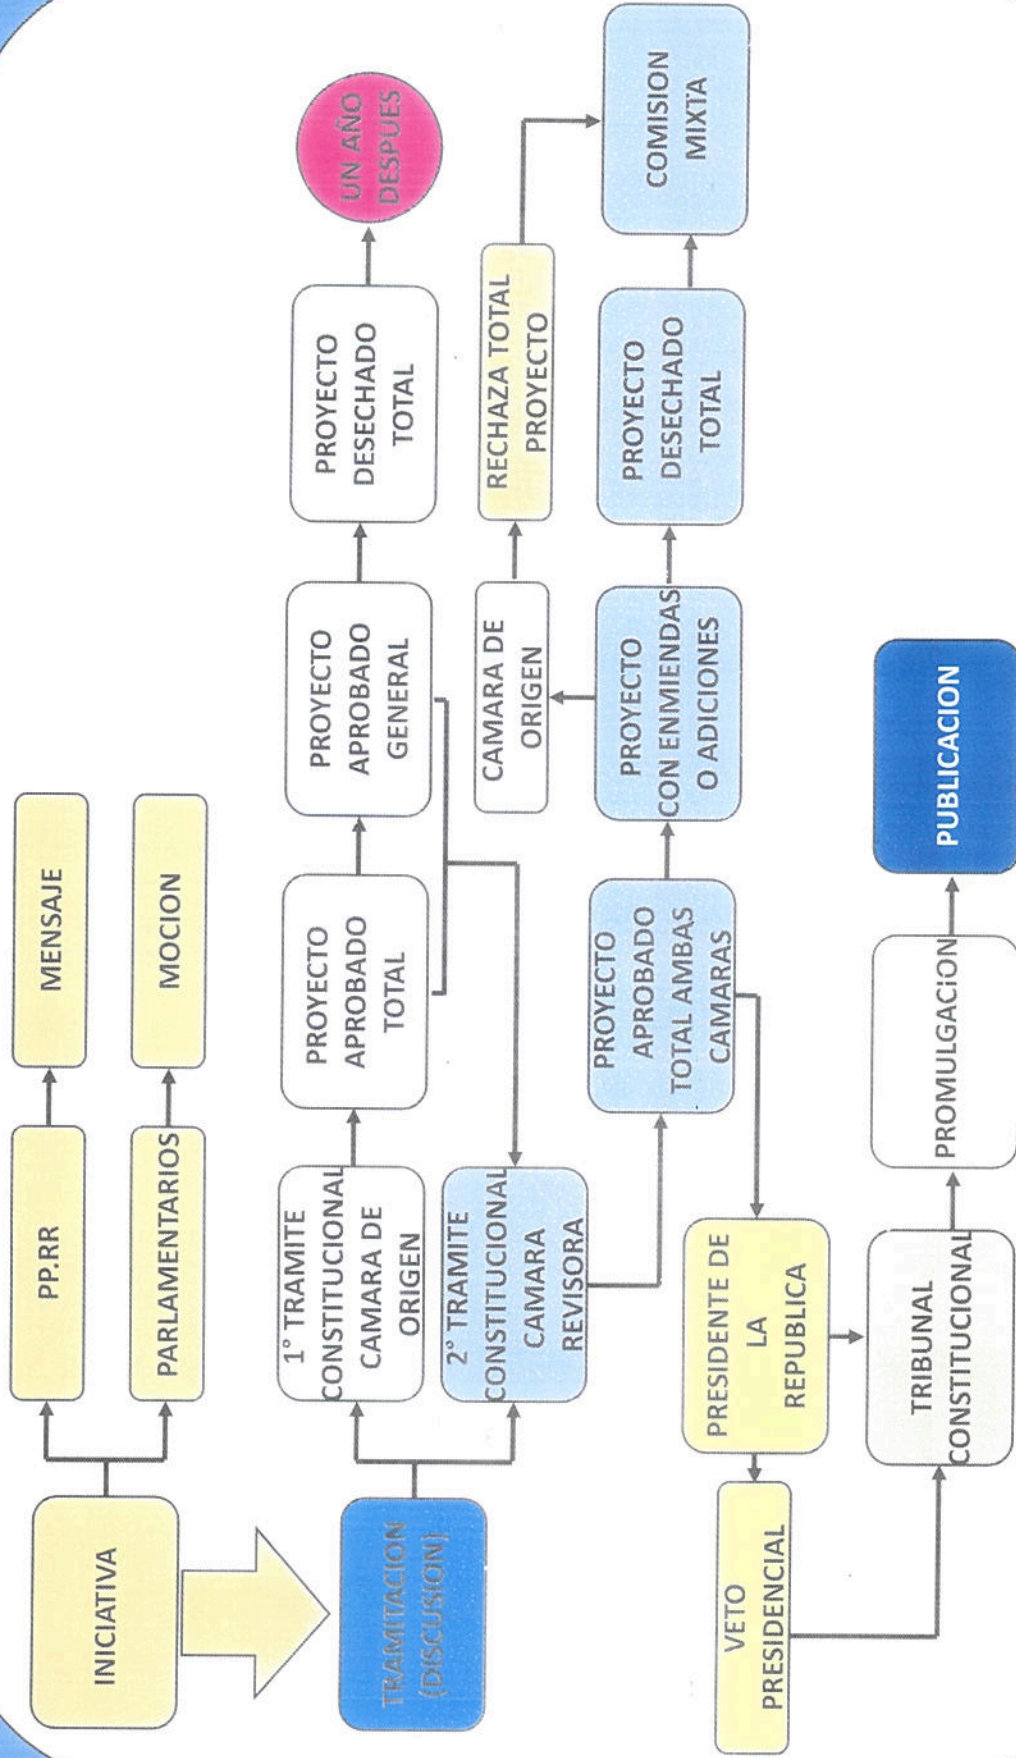 INICIATIVA
PP.RR
MENSAJE
PARLAMENTARIOS
MOCION
TRAMITACION
(DISCUSION)
1° TRAMITE
CONSTITUCIONAL
CAMARA DE
ORIGEN
PROYECTO
APROBADO
TOTAL
PROYECTO
APROBADO
GENERAL
PROYECTO
DESECHADO
TOTAL
UN AÑO
DESPUES
2° TRAMITE
CONSTITUCIONAL
CAMARA
REVISORA
CAMARA DE
ORIGEN
RECHAZA TOTAL
PROYECTO
PROYECTO
APROBADO
TOTAL AMBAS
CAMARAS
PROYECTO
CON ENMIENDAS
O ADICIONES
PROYECTO
DESECHADO
TOTAL
COMISION
MIXTA
PRESIDENTE DE
LA
REPUBLICA
VETO
PRESIDENCIAL
TRIBUNAL
CONSTITUCIONAL
PROMULGACiON
PUBLICACION